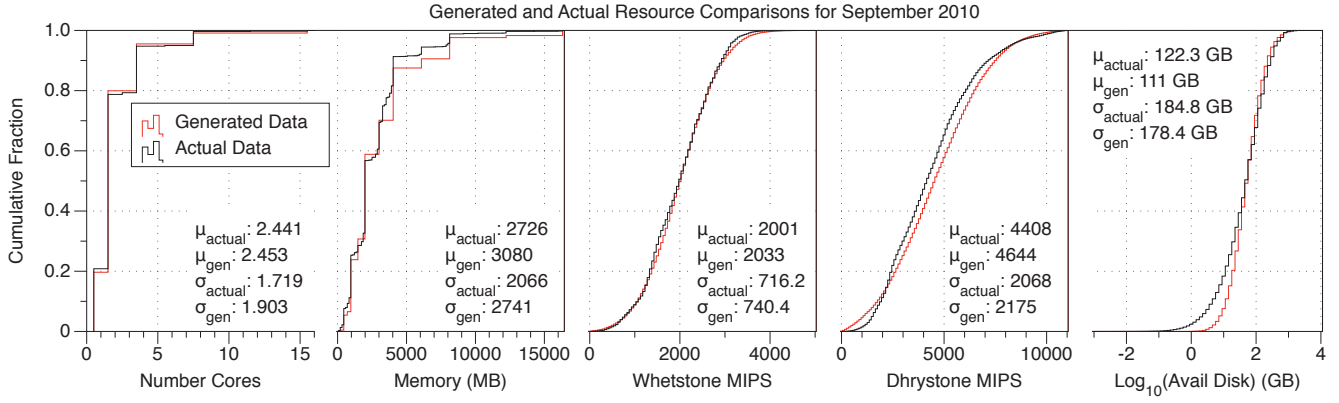 Generated and Actual Resource Comparisons for September 2010
Cumulative Fraction
1.0
0.8
0.6
0.4
0.2
0
Generated Data
Actual Data
μactual: 2.441
μgen: 2.453
σactual: 1.719
σgen: 1.903
0 5 10 15
Number Cores
μactual: 2726
μgen: 3080
σactual: 2066
σgen: 2741
0 5000 10000 15000
Memory (MB)
μactual: 2001
μgen: 2033
σactual: 716.2
σgen: 740.4
0 2000 4000
Whetstone MIPS
μactual: 4408
μgen: 4644
σactual: 2068
σgen: 2175
0 5000 10000
Dhrystone MIPS
μactual: 122.3 GB
μgen: 111 GB
σactual: 184.8 GB
σgen: 178.4 GB
-2 0 2 4
Log10(Avail Disk) (GB)